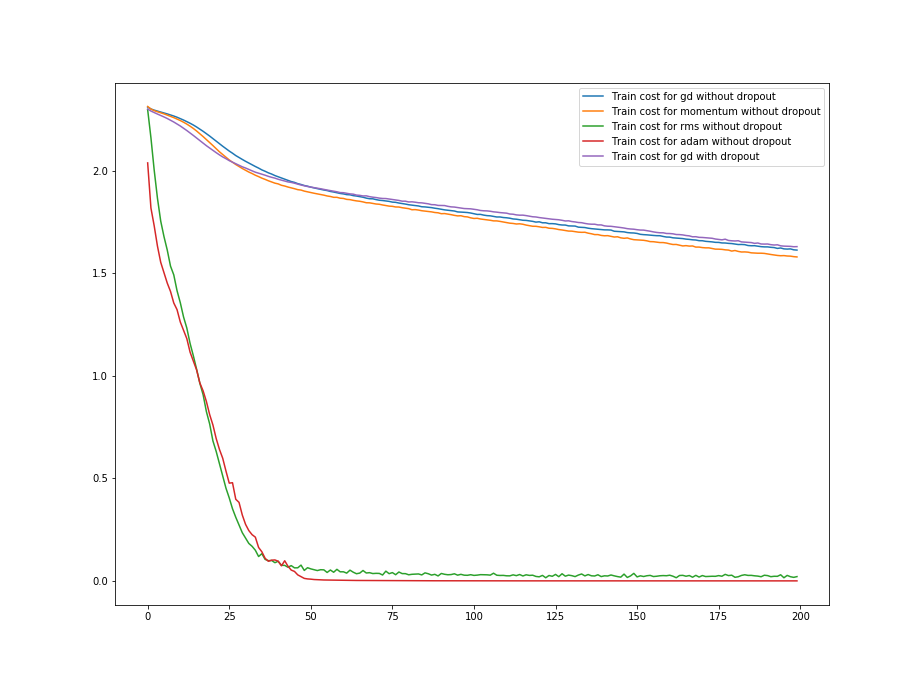 Train cost for gd without dropout
Train cost for momentum without dropout
Train cost for rms without dropout
Train cost for adam without dropout
Train cost for gd with dropout
2.0
1.5
1.0
0.5
0.0
0 25 50 75 100 125 150 175 200